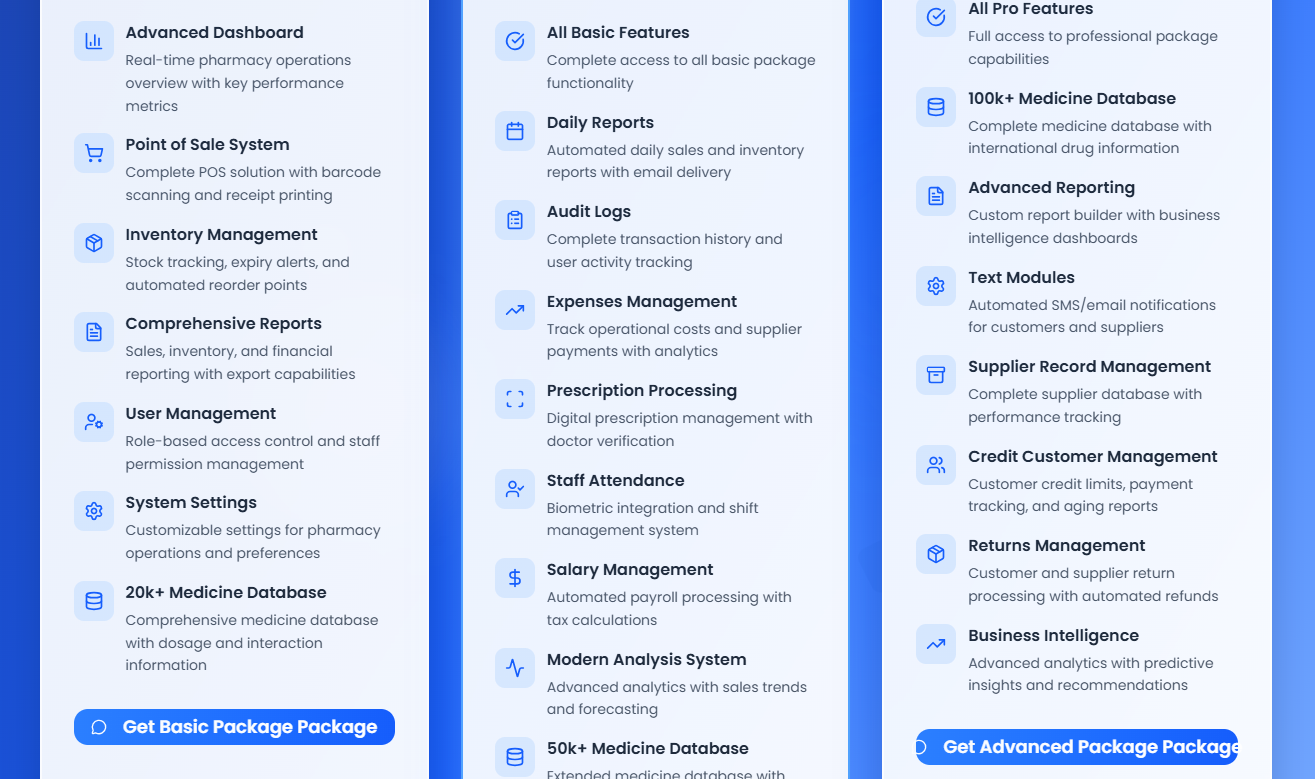 Advanced Dashboard
Real-time pharmacy operations
overview with key performance
metrics
Point of Sale System
Complete POS solution with barcode
scanning and receipt printing
Inventory Management
Stock tracking, expiry alerts, and
automated reorder points
Comprehensive Reports
Sales, inventory, and financial
reporting with export capabilities
User Management
Role-based access control and staff
permission management
System Settings
Customizable settings for pharmacy
operations and preferences
20k+ Medicine Database
Comprehensive medicine database
with dosage and interaction
information
Get Basic Package Package
All Basic Features
Complete access to all basic package
functionality
Daily Reports
Automated daily sales and inventory
reports with email delivery
Audit Logs
Complete transaction history and
user activity tracking
Expenses Management
Track operational costs and supplier
payments with analytics
Prescription Processing
Digital prescription management with
doctor verification
Staff Attendance
Biometric integration and shift
management system
Salary Management
Automated payroll processing with
tax calculations
Modern Analysis System
Advanced analytics with sales trends
and forecasting
50k+ Medicine Database
Extended medicine database with
All Pro Features
Full access to professional package
capabilities
100k+ Medicine Database
Complete medicine database with
international drug information
Advanced Reporting
Custom report builder with business
intelligence dashboards
Text Modules
Automated SMS/email notifications
for customers and suppliers
Supplier Record Management
Complete supplier database with
performance tracking
Credit Customer Management
Customer credit limits, payment
tracking, and aging reports
Returns Management
Customer and supplier return
processing with automated refunds
Business Intelligence
Advanced analytics with predictive
insights and recommendations
Get Advanced Package Package